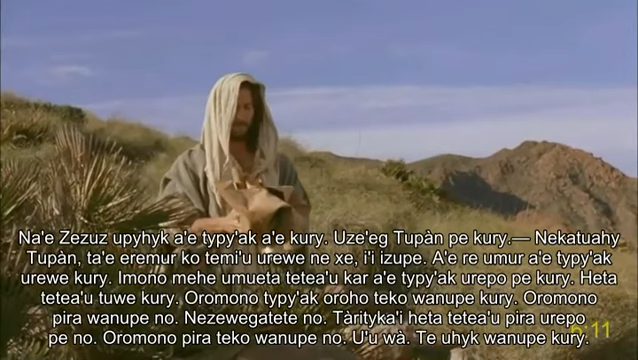 Na'e Zezuz upyhyk a'e typy'ak a'e kury. Uze'eg Tupàn pe kury.— Nekatuahy
Tupàn, ta'e eremur ko temi'u urewe ne xe, i'i izupe. A'e re umur a'e typy'ak
urewe kury. Imono mehe umueta tetea'u kar a'e typy'ak urepo pe kury. Heta
tetea'u tuwe kury. Oromono typy'ak oroho teko wanupe kury. Oromono
pira wanupe no. Nezewegatete no. Tàrityka'i heta tetea'u pira urepo
pe no. Oromono pira teko wanupe no. U'u wà. Te uhyk wanupe kury.
6.11